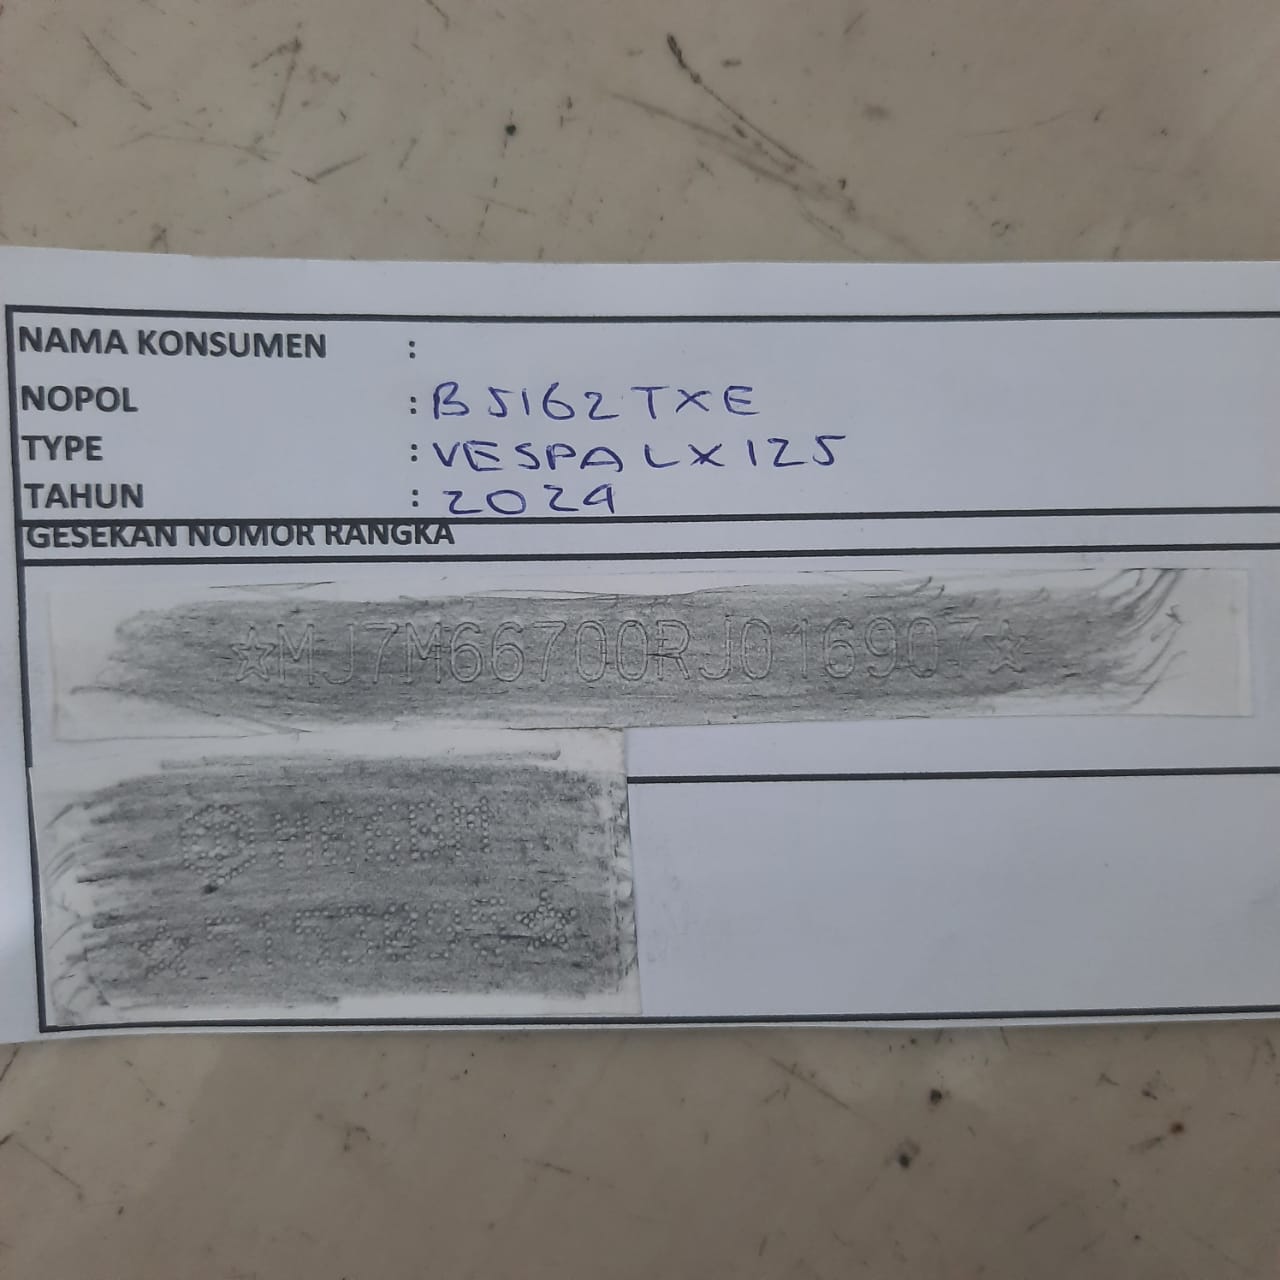 NAMA KONSUMEN :
NOPOL : B 5162 TXE
TYPE : VESPA LX 125
TAHUN : 2024
GESEKAN NOMOR RANGKA
☆MJ7M66700RJ016907☆